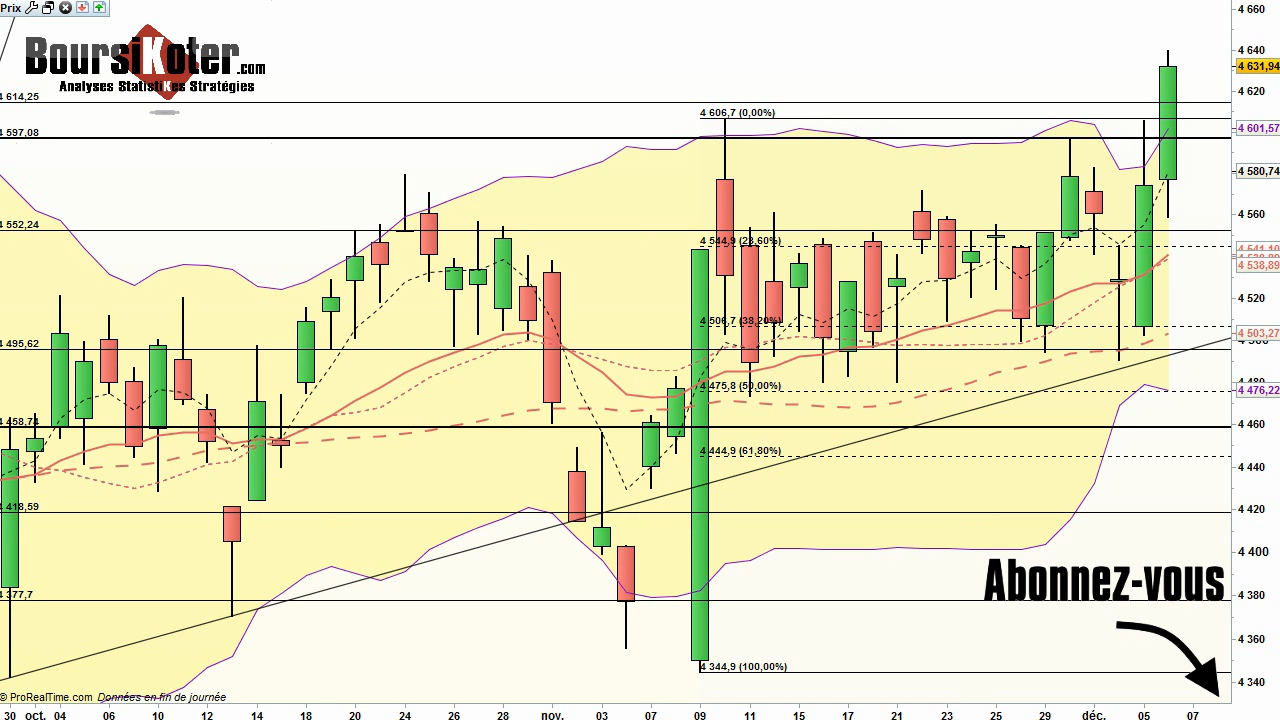 Prix
BoursiKoter.com
Analyses StatistiKes Stratégies
4 614,25
4 597,08
4 552,24
4 495,62
4 458,74
4 418,59
4 377,7
4 606,7 (0,00%)
4 544,9 (23,60%)
4 506,7 (38,20%)
4 475,8 (50,00%)
4 444,9 (61,80%)
4 344,9 (100,00%)
4 660
4 640
4 631,94
4 620
4 601,57
4 580,74
4 560
4 538,89
4 520
4 503,27
4 476,22
4 460
4 440
4 420
4 400
4 380
4 360
4 340
Abonnez-vous
© ProRealTime.com Données en fin de journée
30 oct. 04 06 10 12 14 18 20 24 26 28 nov. 03 07 09 11 15 17 19 21 23 24 25 28 29 déc. 05 07